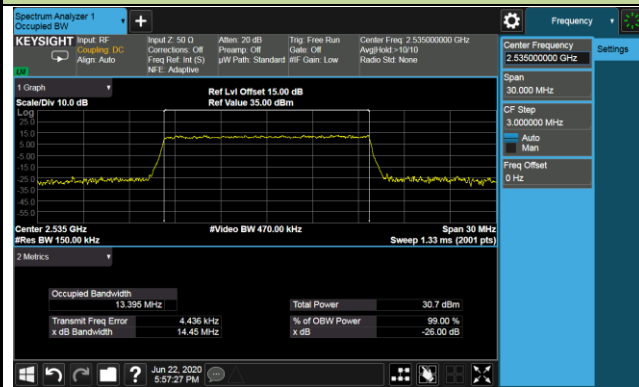 Spectrum Analyzer 1
Occupied BW
Frequency
KEYSIGHT
Input: RF
Coupling: DC
Align: Auto
Input Z: 50 Ω
Corrections: Off
Freq Ref: Int (S)
NFE: Adaptive
Atten: 20 dB
Preamp: Off
µW Path: Standard
Trig: Free Run
Gate: Off
#IF Gain: Low
Center Freq: 2.535000000 GHz
Avg|Hold:>10/10
Radio Std: None
Center Frequency
2.535000000 GHz
Settings
Span
30.000 MHz
CF Step
3.000000 MHz
Auto
Man
Freq Offset
0 Hz
1 Graph
Scale/Div 10.0 dB
Ref Lvl Offset 15.00 dB
Ref Value 35.00 dBm
Log
25.0
15.0
5.00
-5.00
-15.0
-25.0
-35.0
-45.0
-55.0
Center 2.535 GHz
#Res BW 150.00 kHz
#Video BW 470.00 kHz
Span 30 MHz
Sweep 1.33 ms (2001 pts)
2 Metrics
Occupied Bandwidth
13.395 MHz
Total Power 30.7 dBm
Transmit Freq Error 4.436 kHz
% of OBW Power 99.00 %
x dB Bandwidth 14.45 MHz
x dB -26.00 dB
?
Jun 22, 2020
5:57:27 PM